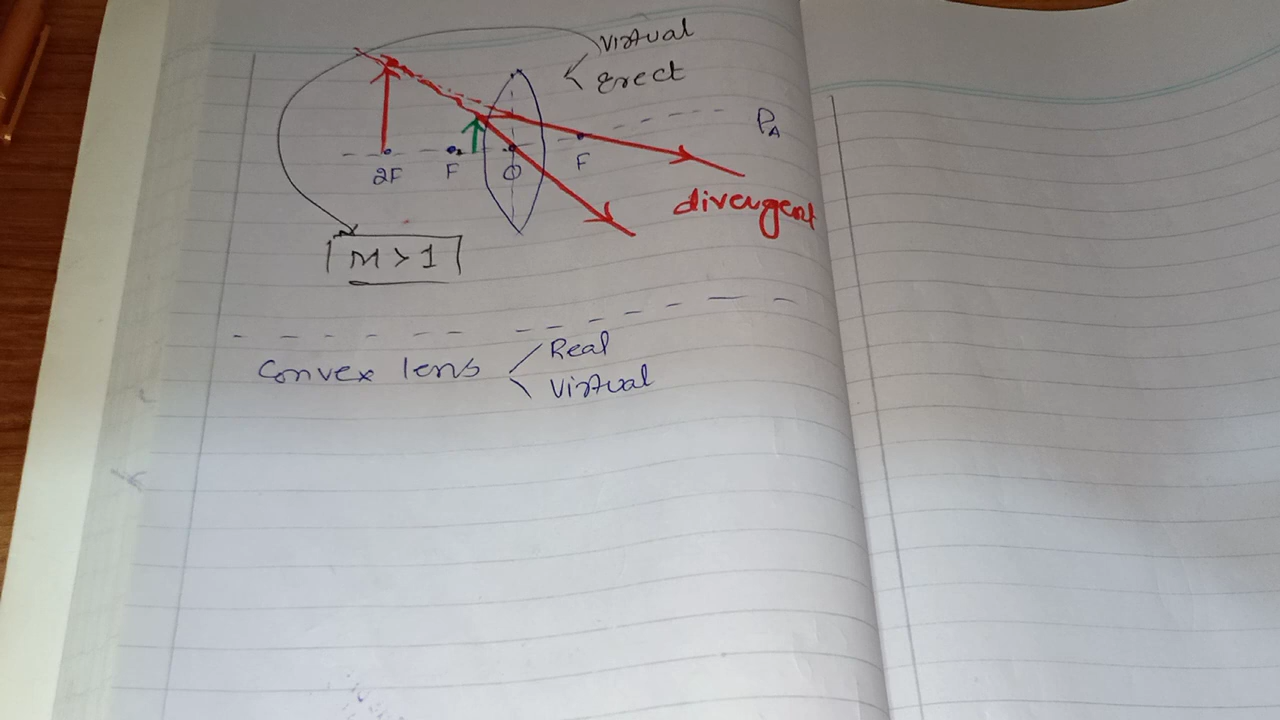 Virtual
Erect
PA
2F F O F
divergent
M > 1
Convex lens Real
Virtual